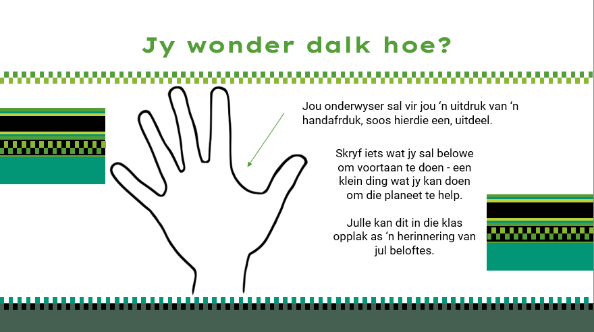 Jy wonder dalk hoe?
Jou onderwyser sal vir jou ’n uitdruk van ’n
handafrduk, soos hierdie een, uitdeel.
Skryf iets wat jy sal belowe
om voortaan te doen - een
klein ding wat jy kan doen
om die planeet te help.
Julle kan dit in die klas
opplak as ’n herinnering van
jul beloftes.